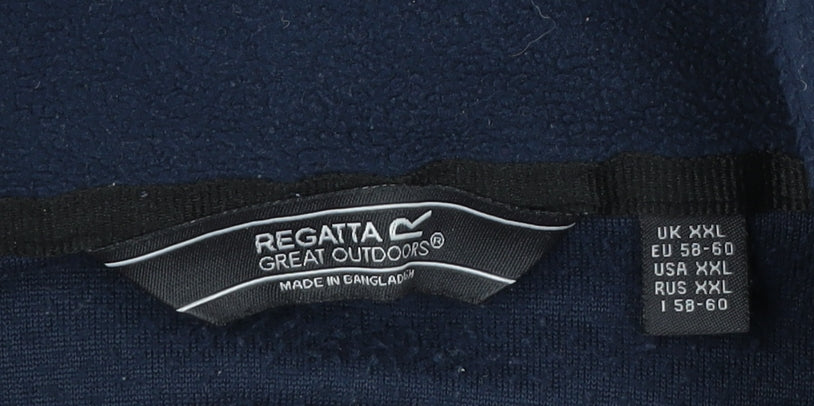 REGATTA
GREAT OUTDOORS®
MADE IN BANGLADESH
UK XXL
EU 58-60
USA XXL
RUS XXL
I 58-60